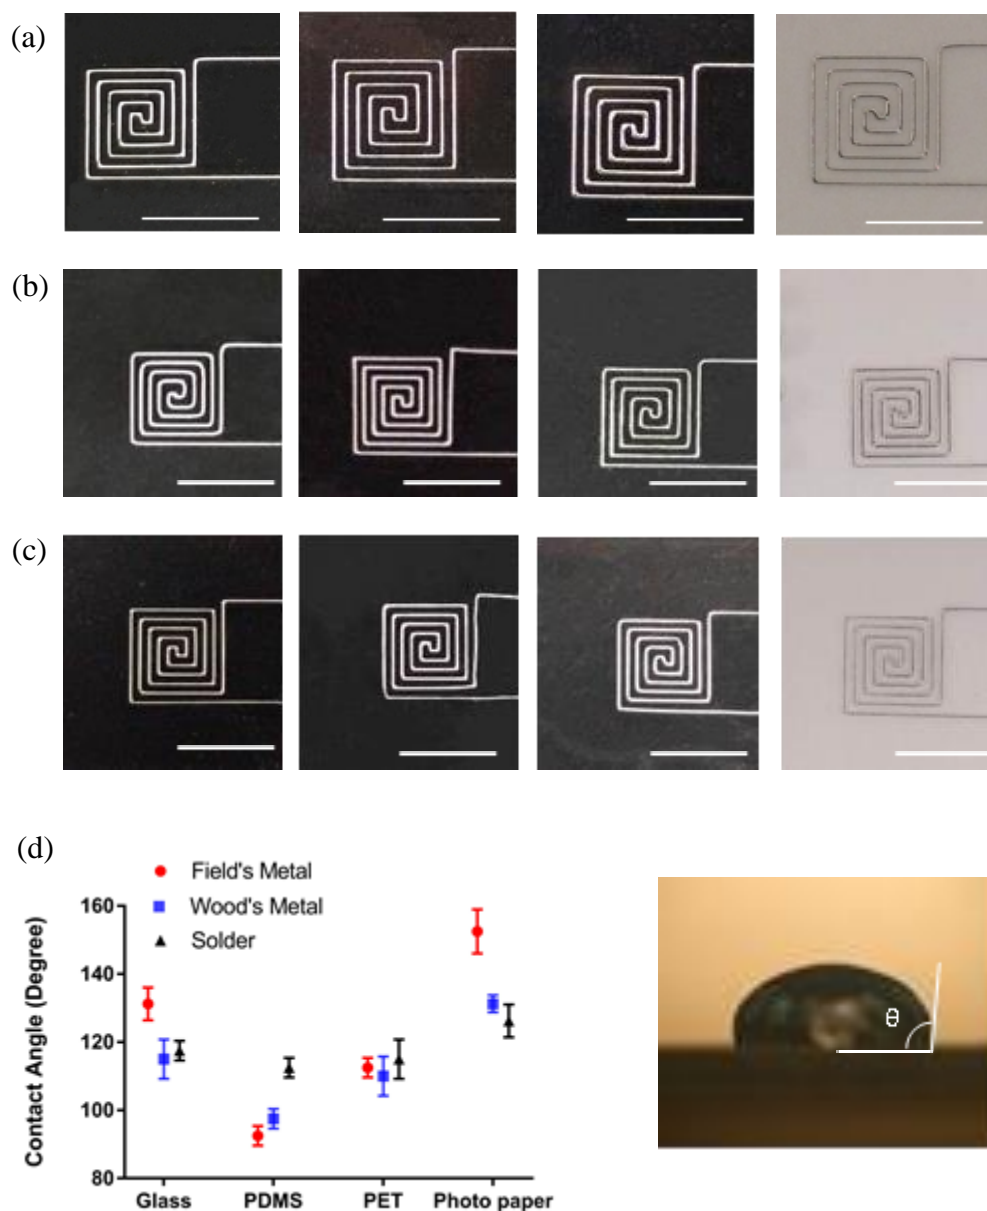 (a)
(b)
(c)
(d)
Field's Metal
Wood's Metal
Solder
Contact Angle (Degree)
160
140
120
100
80
Glass PDMS PET Photo paper
θ